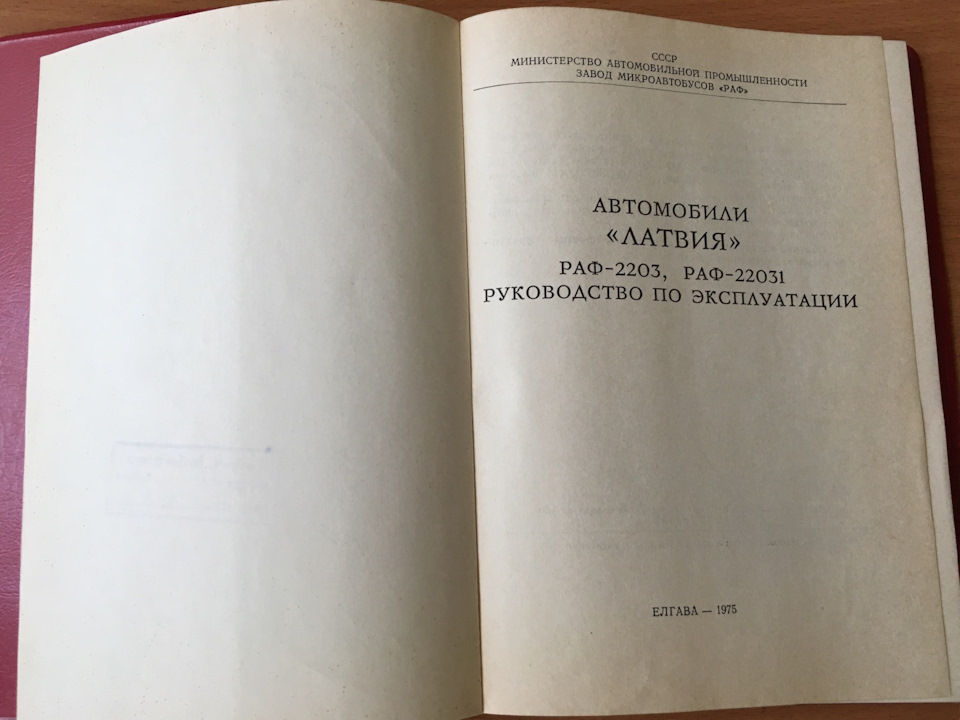 СССР
МИНИСТЕРСТВО АВТОМОБИЛЬНОЙ ПРОМЫШЛЕННОСТИ
ЗАВОД МИКРОАВТОБУСОВ «РАФ»
АВТОМОБИЛИ
«ЛАТВИЯ»
РАФ-2203, РАФ-22031
РУКОВОДСТВО ПО ЭКСПЛУАТАЦИИ
ЕЛГАВА — 1975